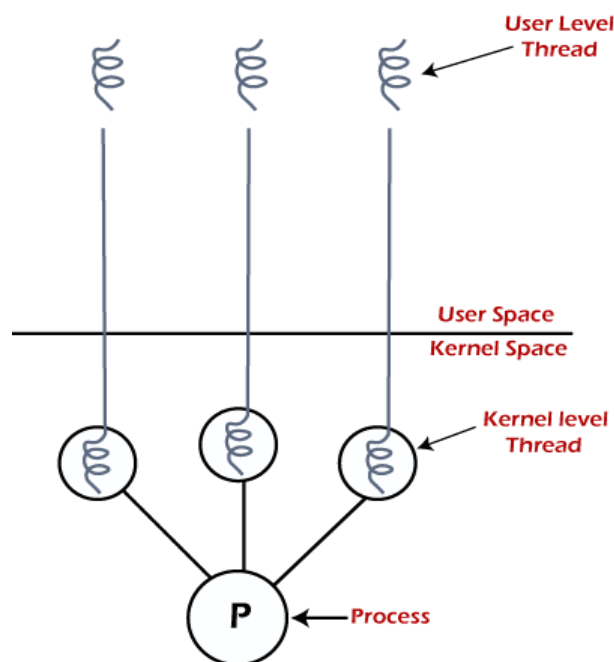 User Level
Thread
User Space
Kernel Space
Kernel level
Thread
P
Process